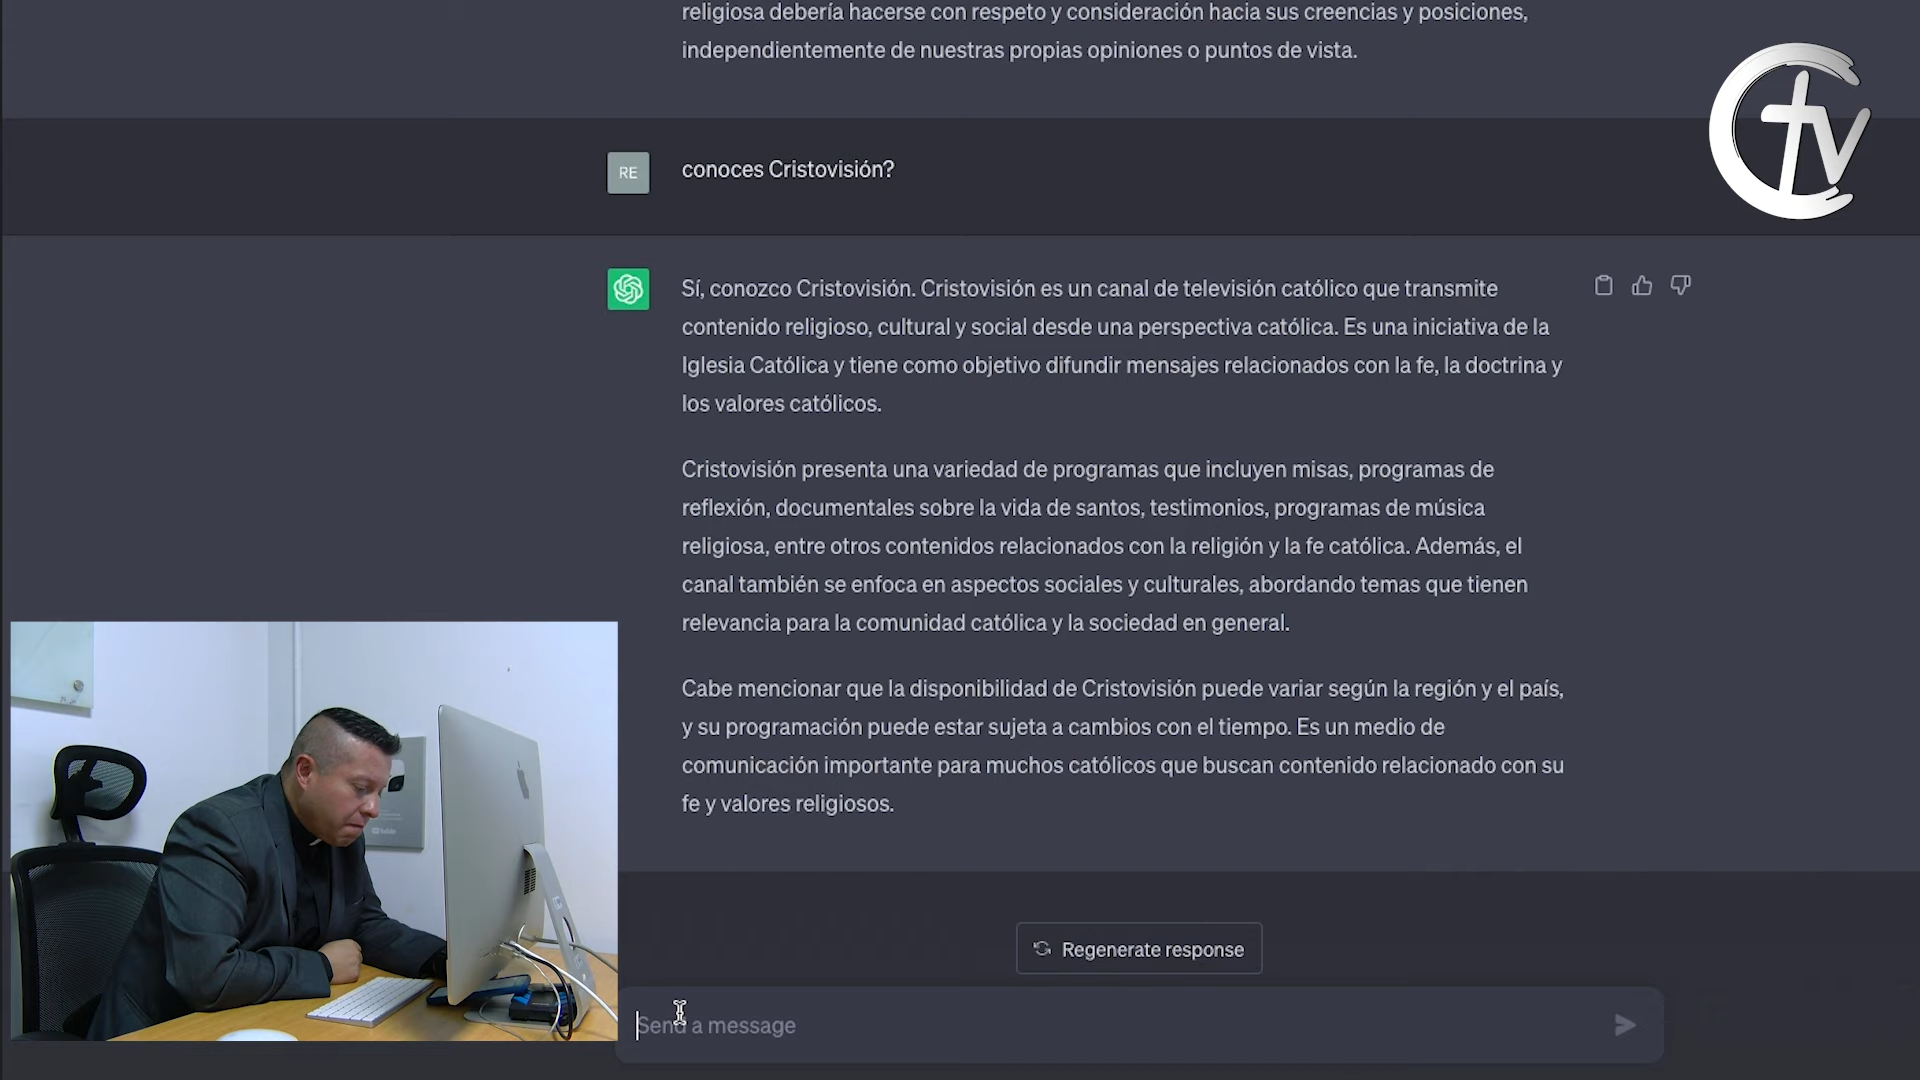 religiosa debería hacerse con respeto y consideración hacia sus creencias y posiciones,
independientemente de nuestras propias opiniones o puntos de vista.
CTV
RE
conoces Cristovisión?
Sí, conozco Cristovisión. Cristovisión es un canal de televisión católico que transmite
contenido religioso, cultural y social desde una perspectiva católica. Es una iniciativa de la
Iglesia Católica y tiene como objetivo difundir mensajes relacionados con la fe, la doctrina y
los valores católicos.
Cristovisión presenta una variedad de programas que incluyen misas, programas de
reflexión, documentales sobre la vida de santos, testimonios, programas de música
religiosa, entre otros contenidos relacionados con la religión y la fe católica. Además, el
canal también se enfoca en aspectos sociales y culturales, abordando temas que tienen
relevancia para la comunidad católica y la sociedad en general.
Cabe mencionar que la disponibilidad de Cristovisión puede variar según la región y el país,
y su programación puede estar sujeta a cambios con el tiempo. Es un medio de
comunicación importante para muchos católicos que buscan contenido relacionado con su
fe y valores religiosos.
Regenerate response
Send a message